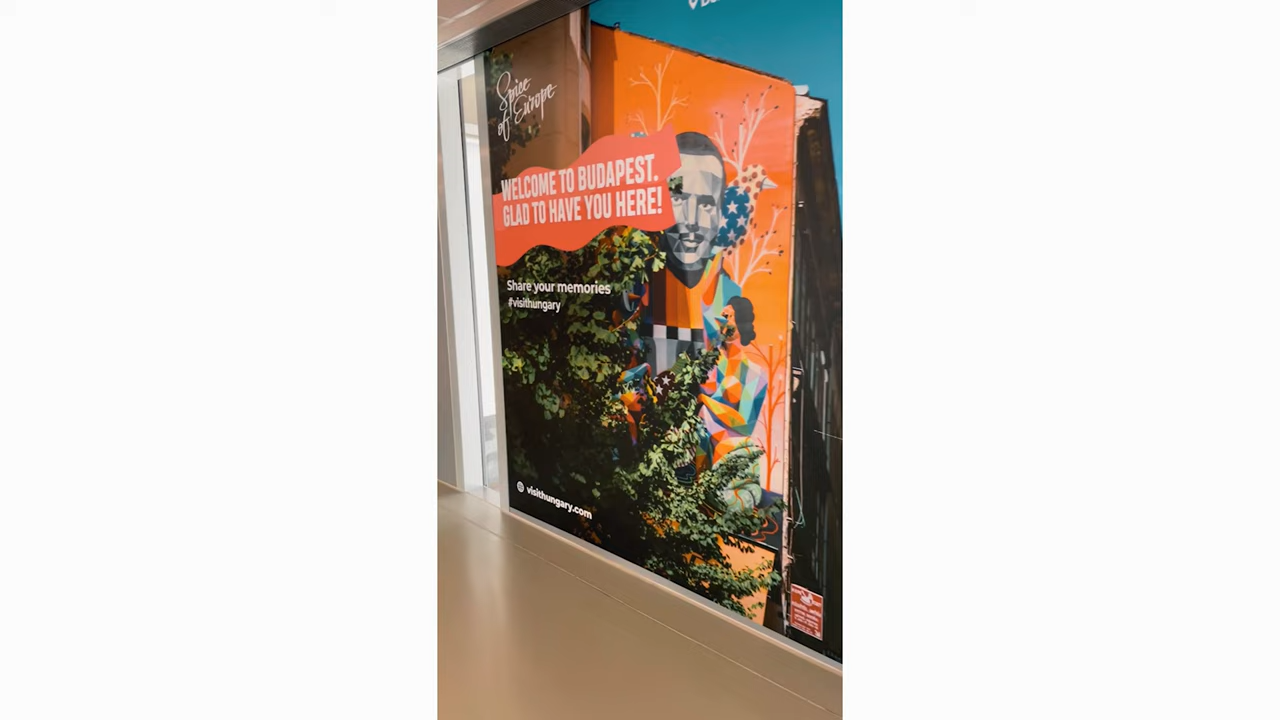 Spice
of Europe
WELCOME TO BUDAPEST.
GLAD TO HAVE YOU HERE!
Share your memories
#visithungary
visithungary.com